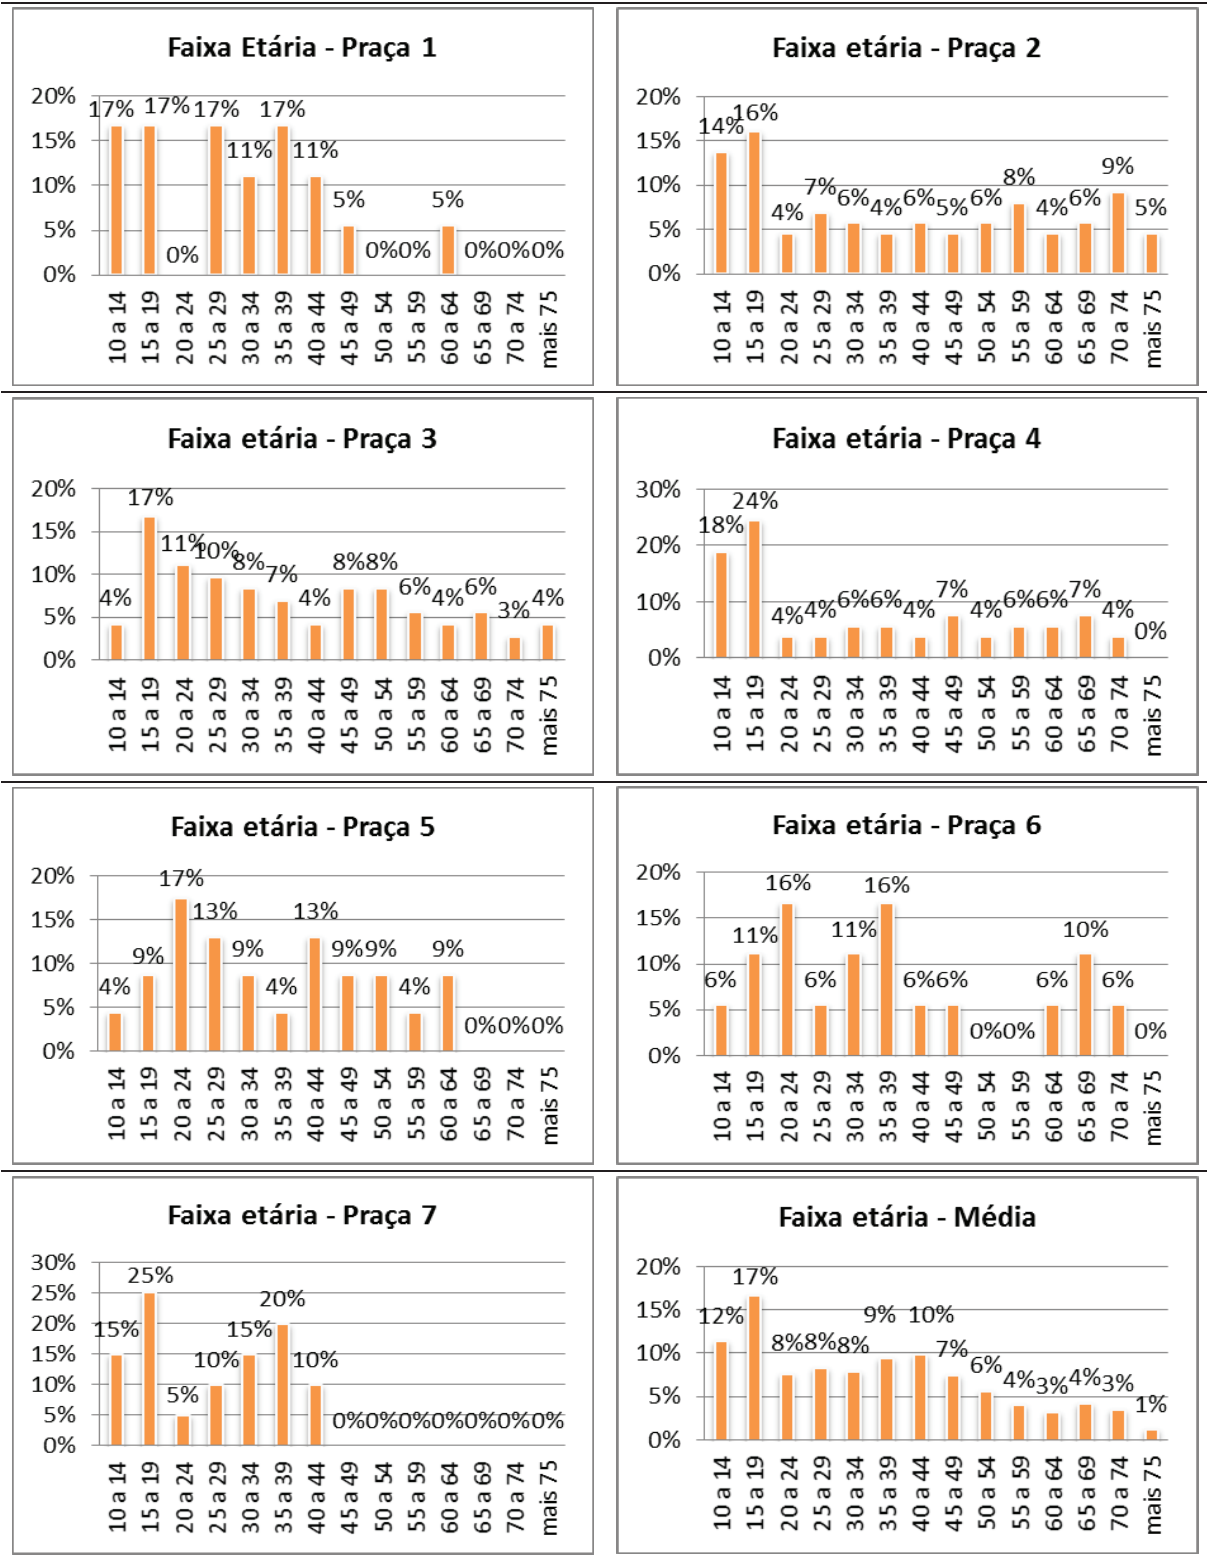 Faixa Etária - Praça 1
20%
15%
10%
5%
0%
17% 17% 0% 17% 11% 17% 11% 5% 0% 0% 5% 0% 0% 0%
10 a 14 15 a 19 20 a 24 25 a 29 30 a 34 35 a 39 40 a 44 45 a 49 50 a 54 55 a 59 60 a 64 65 a 69 70 a 74 mais 75
Faixa etária - Praça 2
20%
15%
10%
5%
0%
14% 16% 4% 7% 6% 4% 6% 5% 6% 8% 4% 6% 9% 5%
10 a 14 15 a 19 20 a 24 25 a 29 30 a 34 35 a 39 40 a 44 45 a 49 50 a 54 55 a 59 60 a 64 65 a 69 70 a 74 mais 75
Faixa etária - Praça 3
20%
15%
10%
5%
0%
4% 17% 11% 10% 8% 7% 4% 8% 8% 6% 4% 6% 3% 4%
10 a 14 15 a 19 20 a 24 25 a 29 30 a 34 35 a 39 40 a 44 45 a 49 50 a 54 55 a 59 60 a 64 65 a 69 70 a 74 mais 75
Faixa etária - Praça 4
30%
20%
10%
0%
18% 24% 4% 4% 6% 6% 4% 7% 4% 6% 6% 7% 4% 0%
10 a 14 15 a 19 20 a 24 25 a 29 30 a 34 35 a 39 40 a 44 45 a 49 50 a 54 55 a 59 60 a 64 65 a 69 70 a 74 mais 75
Faixa etária - Praça 5
20%
15%
10%
5%
0%
4% 9% 17% 13% 9% 4% 13% 9% 9% 4% 9% 0% 0% 0%
10 a 14 15 a 19 20 a 24 25 a 29 30 a 34 35 a 39 40 a 44 45 a 49 50 a 54 55 a 59 60 a 64 65 a 69 70 a 74 mais 75
Faixa etária - Praça 6
20%
15%
10%
5%
0%
6% 11% 16% 6% 11% 16% 6% 6% 0% 0% 6% 10% 6% 0%
10 a 14 15 a 19 20 a 24 25 a 29 30 a 34 35 a 39 40 a 44 45 a 49 50 a 54 55 a 59 60 a 64 65 a 69 70 a 74 mais 75
Faixa etária - Praça 7
30%
25%
20%
15%
10%
5%
0%
15% 25% 5% 10% 15% 20% 10% 0% 0% 0% 0% 0% 0% 0%
10 a 14 15 a 19 20 a 24 25 a 29 30 a 34 35 a 39 40 a 44 45 a 49 50 a 54 55 a 59 60 a 64 65 a 69 70 a 74 mais 75
Faixa etária - Média
20%
15%
10%
5%
0%
12% 17% 8% 8% 8% 9% 10% 7% 6% 4% 3% 4% 3% 1%
10 a 14 15 a 19 20 a 24 25 a 29 30 a 34 35 a 39 40 a 44 45 a 49 50 a 54 55 a 59 60 a 64 65 a 69 70 a 74 mais 75